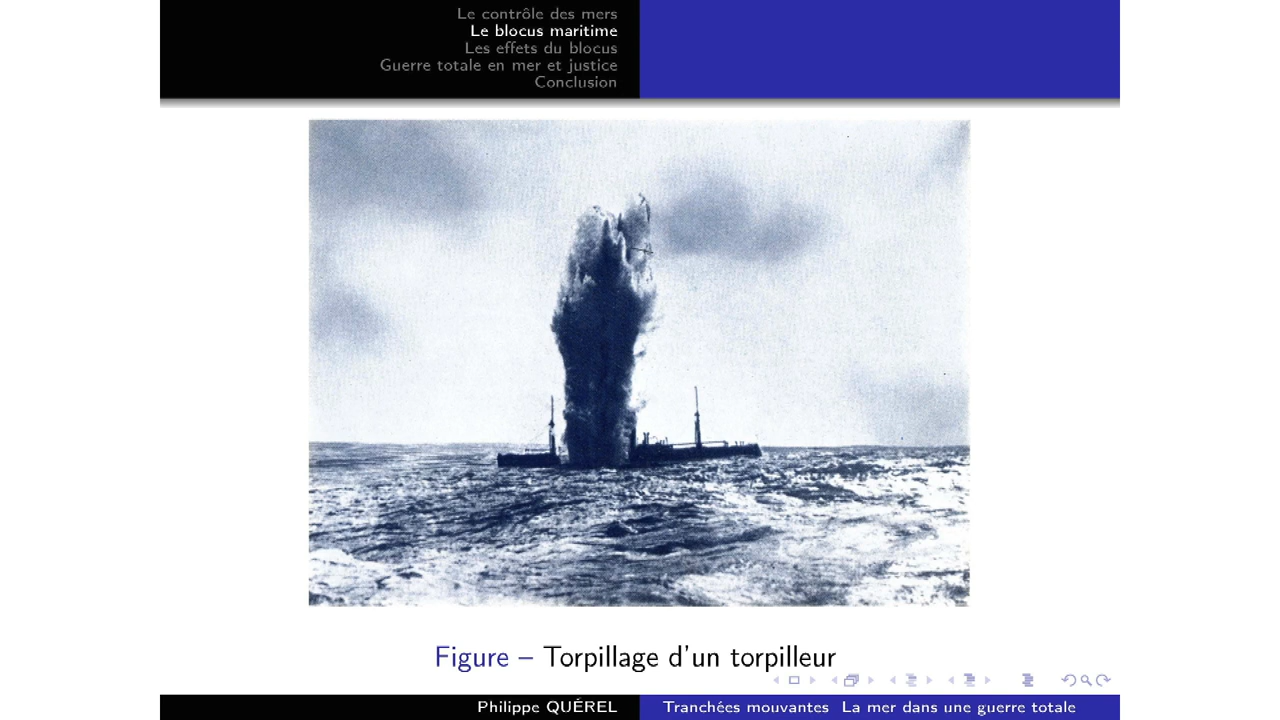 Le contrôle des mers
Le blocus maritime
Les effets du blocus
Guerre totale en mer et justice
Conclusion
Figure – Torpillage d'un torpilleur
Philippe QUÉREL
Tranchées mouvantes La mer dans une guerre totale